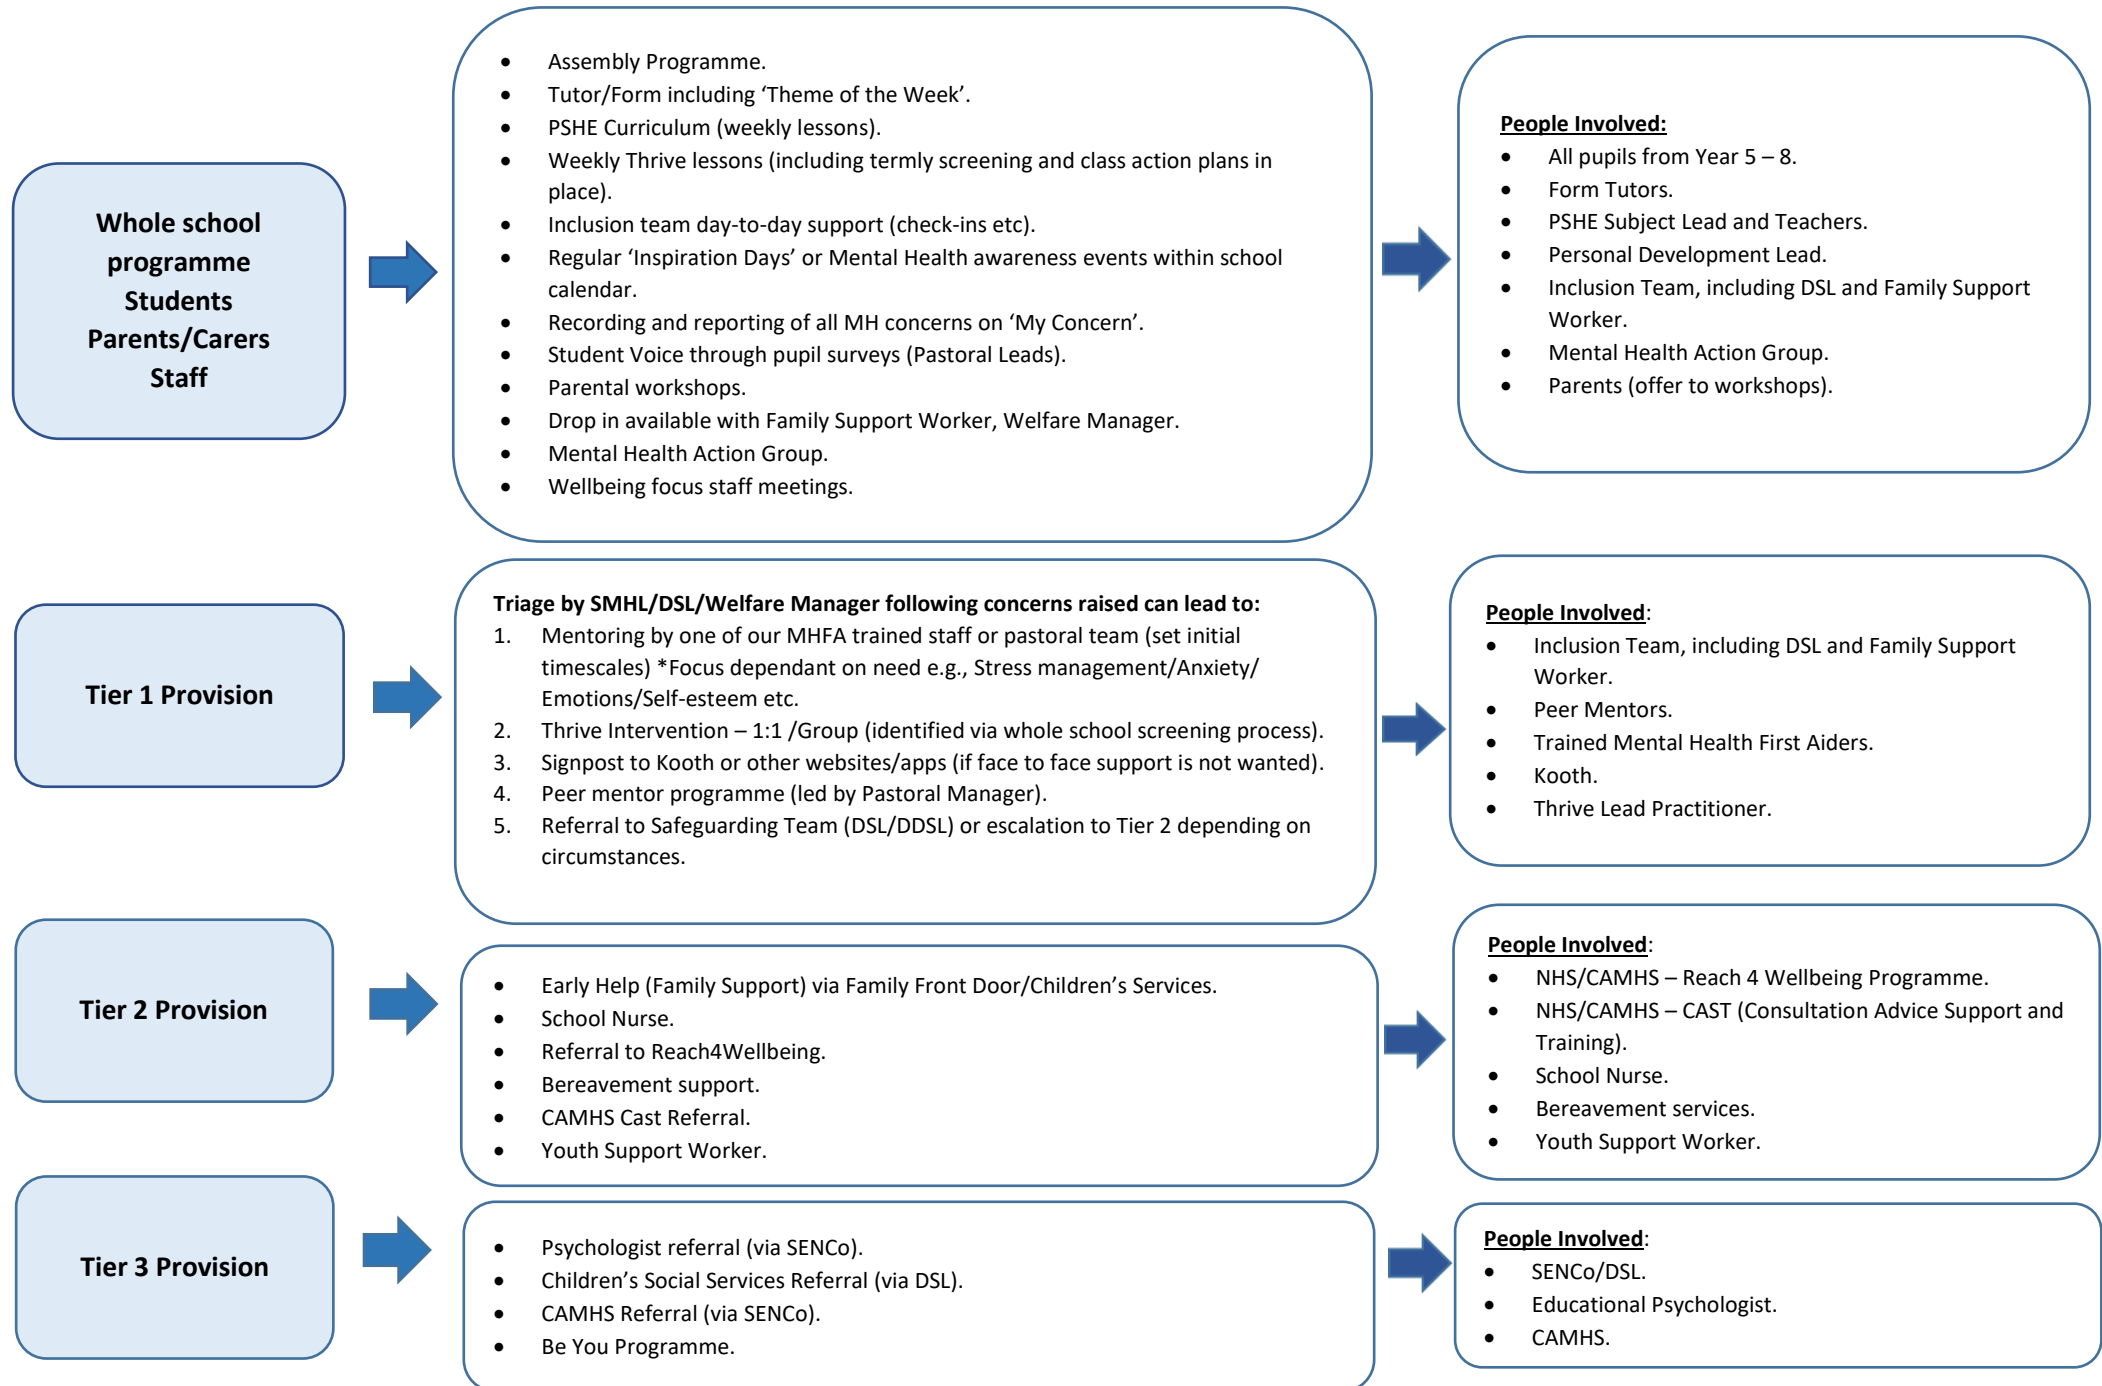 Whole school
programme
Students
Parents/Carers
Staff
• Assembly Programme.
• Tutor/Form including ‘Theme of the Week’.
• PSHE Curriculum (weekly lessons).
• Weekly Thrive lessons (including termly screening and class action plans in
place).
• Inclusion team day-to-day support (check-ins etc).
• Regular ‘Inspiration Days’ or Mental Health awareness events within school
calendar.
• Recording and reporting of all MH concerns on ‘My Concern’.
• Student Voice through pupil surveys (Pastoral Leads).
• Parental workshops.
• Drop in available with Family Support Worker, Welfare Manager.
• Mental Health Action Group.
• Wellbeing focus staff meetings.
People Involved:
• All pupils from Year 5 – 8.
• Form Tutors.
• PSHE Subject Lead and Teachers.
• Personal Development Lead.
• Inclusion Team, including DSL and Family Support
Worker.
• Mental Health Action Group.
• Parents (offer to workshops).
Tier 1 Provision
Triage by SMHL/DSL/Welfare Manager following concerns raised can lead to:
1. Mentoring by one of our MHFA trained staff or pastoral team (set initial
timescales) *Focus dependant on need e.g., Stress management/Anxiety/
Emotions/Self-esteem etc.
2. Thrive Intervention – 1:1 /Group (identified via whole school screening process).
3. Signpost to Kooth or other websites/apps (if face to face support is not wanted).
4. Peer mentor programme (led by Pastoral Manager).
5. Referral to Safeguarding Team (DSL/DDSL) or escalation to Tier 2 depending on
circumstances.
People Involved:
• Inclusion Team, including DSL and Family Support
Worker.
• Peer Mentors.
• Trained Mental Health First Aiders.
• Kooth.
• Thrive Lead Practitioner.
Tier 2 Provision
• Early Help (Family Support) via Family Front Door/Children’s Services.
• School Nurse.
• Referral to Reach4Wellbeing.
• Bereavement support.
• CAMHS Cast Referral.
• Youth Support Worker.
People Involved:
• NHS/CAMHS – Reach 4 Wellbeing Programme.
• NHS/CAMHS – CAST (Consultation Advice Support and
Training).
• School Nurse.
• Bereavement services.
• Youth Support Worker.
Tier 3 Provision
• Psychologist referral (via SENCo).
• Children’s Social Services Referral (via DSL).
• CAMHS Referral (via SENCo).
• Be You Programme.
People Involved:
• SENCo/DSL.
• Educational Psychologist.
• CAMHS.